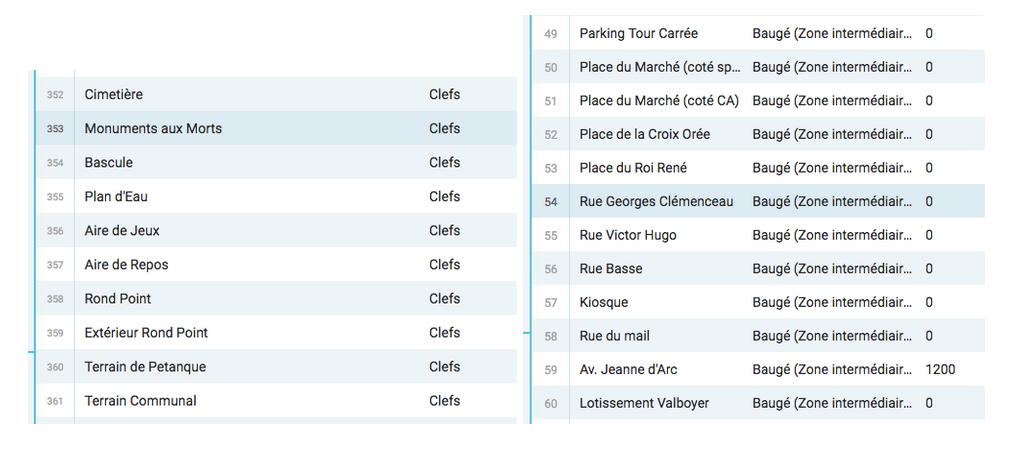 352 Cimetière Clefs
353 Monuments aux Morts Clefs
354 Bascule Clefs
355 Plan d'Eau Clefs
356 Aire de Jeux Clefs
357 Aire de Repos Clefs
358 Rond Point Clefs
359 Extérieur Rond Point Clefs
360 Terrain de Petanque Clefs
361 Terrain Communal Clefs
49 Parking Tour Carrée Baugé (Zone intermédiair... 0
50 Place du Marché (coté sp... Baugé (Zone intermédiair... 0
51 Place du Marché (coté CA) Baugé (Zone intermédiair... 0
52 Place de la Croix Orée Baugé (Zone intermédiair... 0
53 Place du Roi René Baugé (Zone intermédiair... 0
54 Rue Georges Clémenceau Baugé (Zone intermédiair... 0
55 Rue Victor Hugo Baugé (Zone intermédiair... 0
56 Rue Basse Baugé (Zone intermédiair... 0
57 Kiosque Baugé (Zone intermédiair... 0
58 Rue du mail Baugé (Zone intermédiair... 0
59 Av. Jeanne d'Arc Baugé (Zone intermédiair... 1200
60 Lotissement Valboyer Baugé (Zone intermédiair... 0